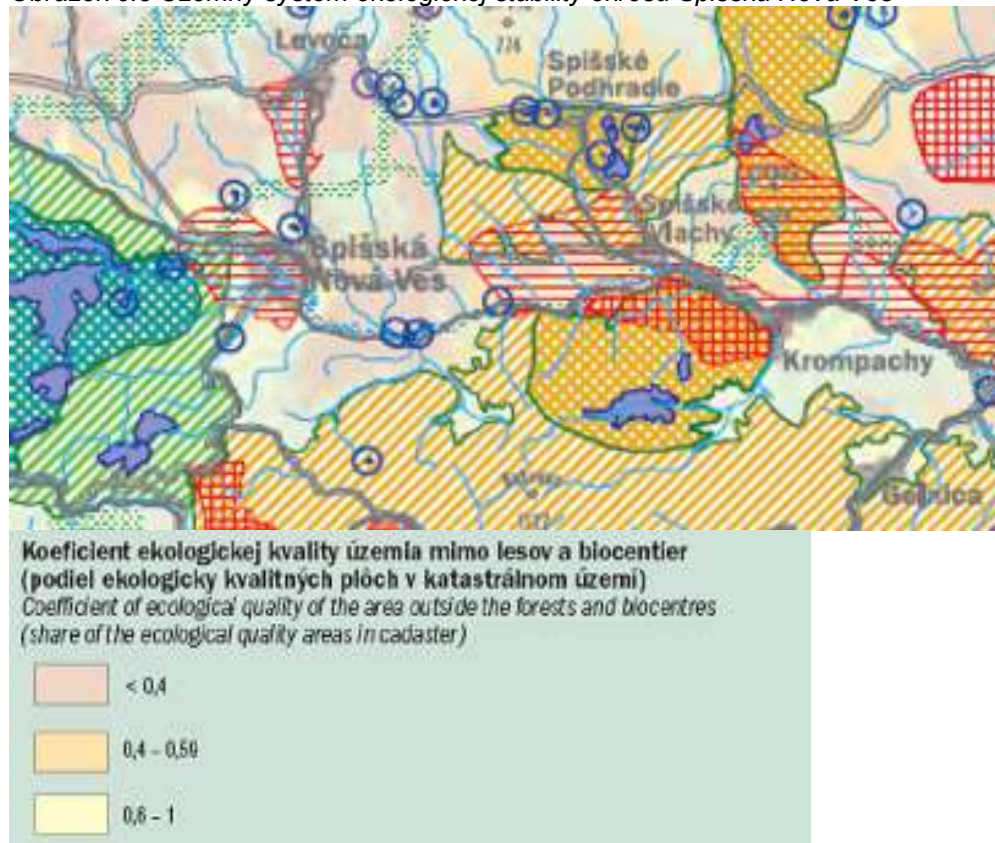 Levoča
774
Spišské
Podhradie
Spišské
Vlachy
Spišská
Nová Ves
Krompachy
Gelnica
Koeficient ekologickej kvality územia mimo lesov a biocentier
(podiel ekologicky kvalitných plôch v katastrálnom území)
Coefficient of ecological quality of the area outside the forests and biocentres
(share of the ecological quality areas in cadaster)
< 0,4
0,4 – 0,59
0,6 – 1